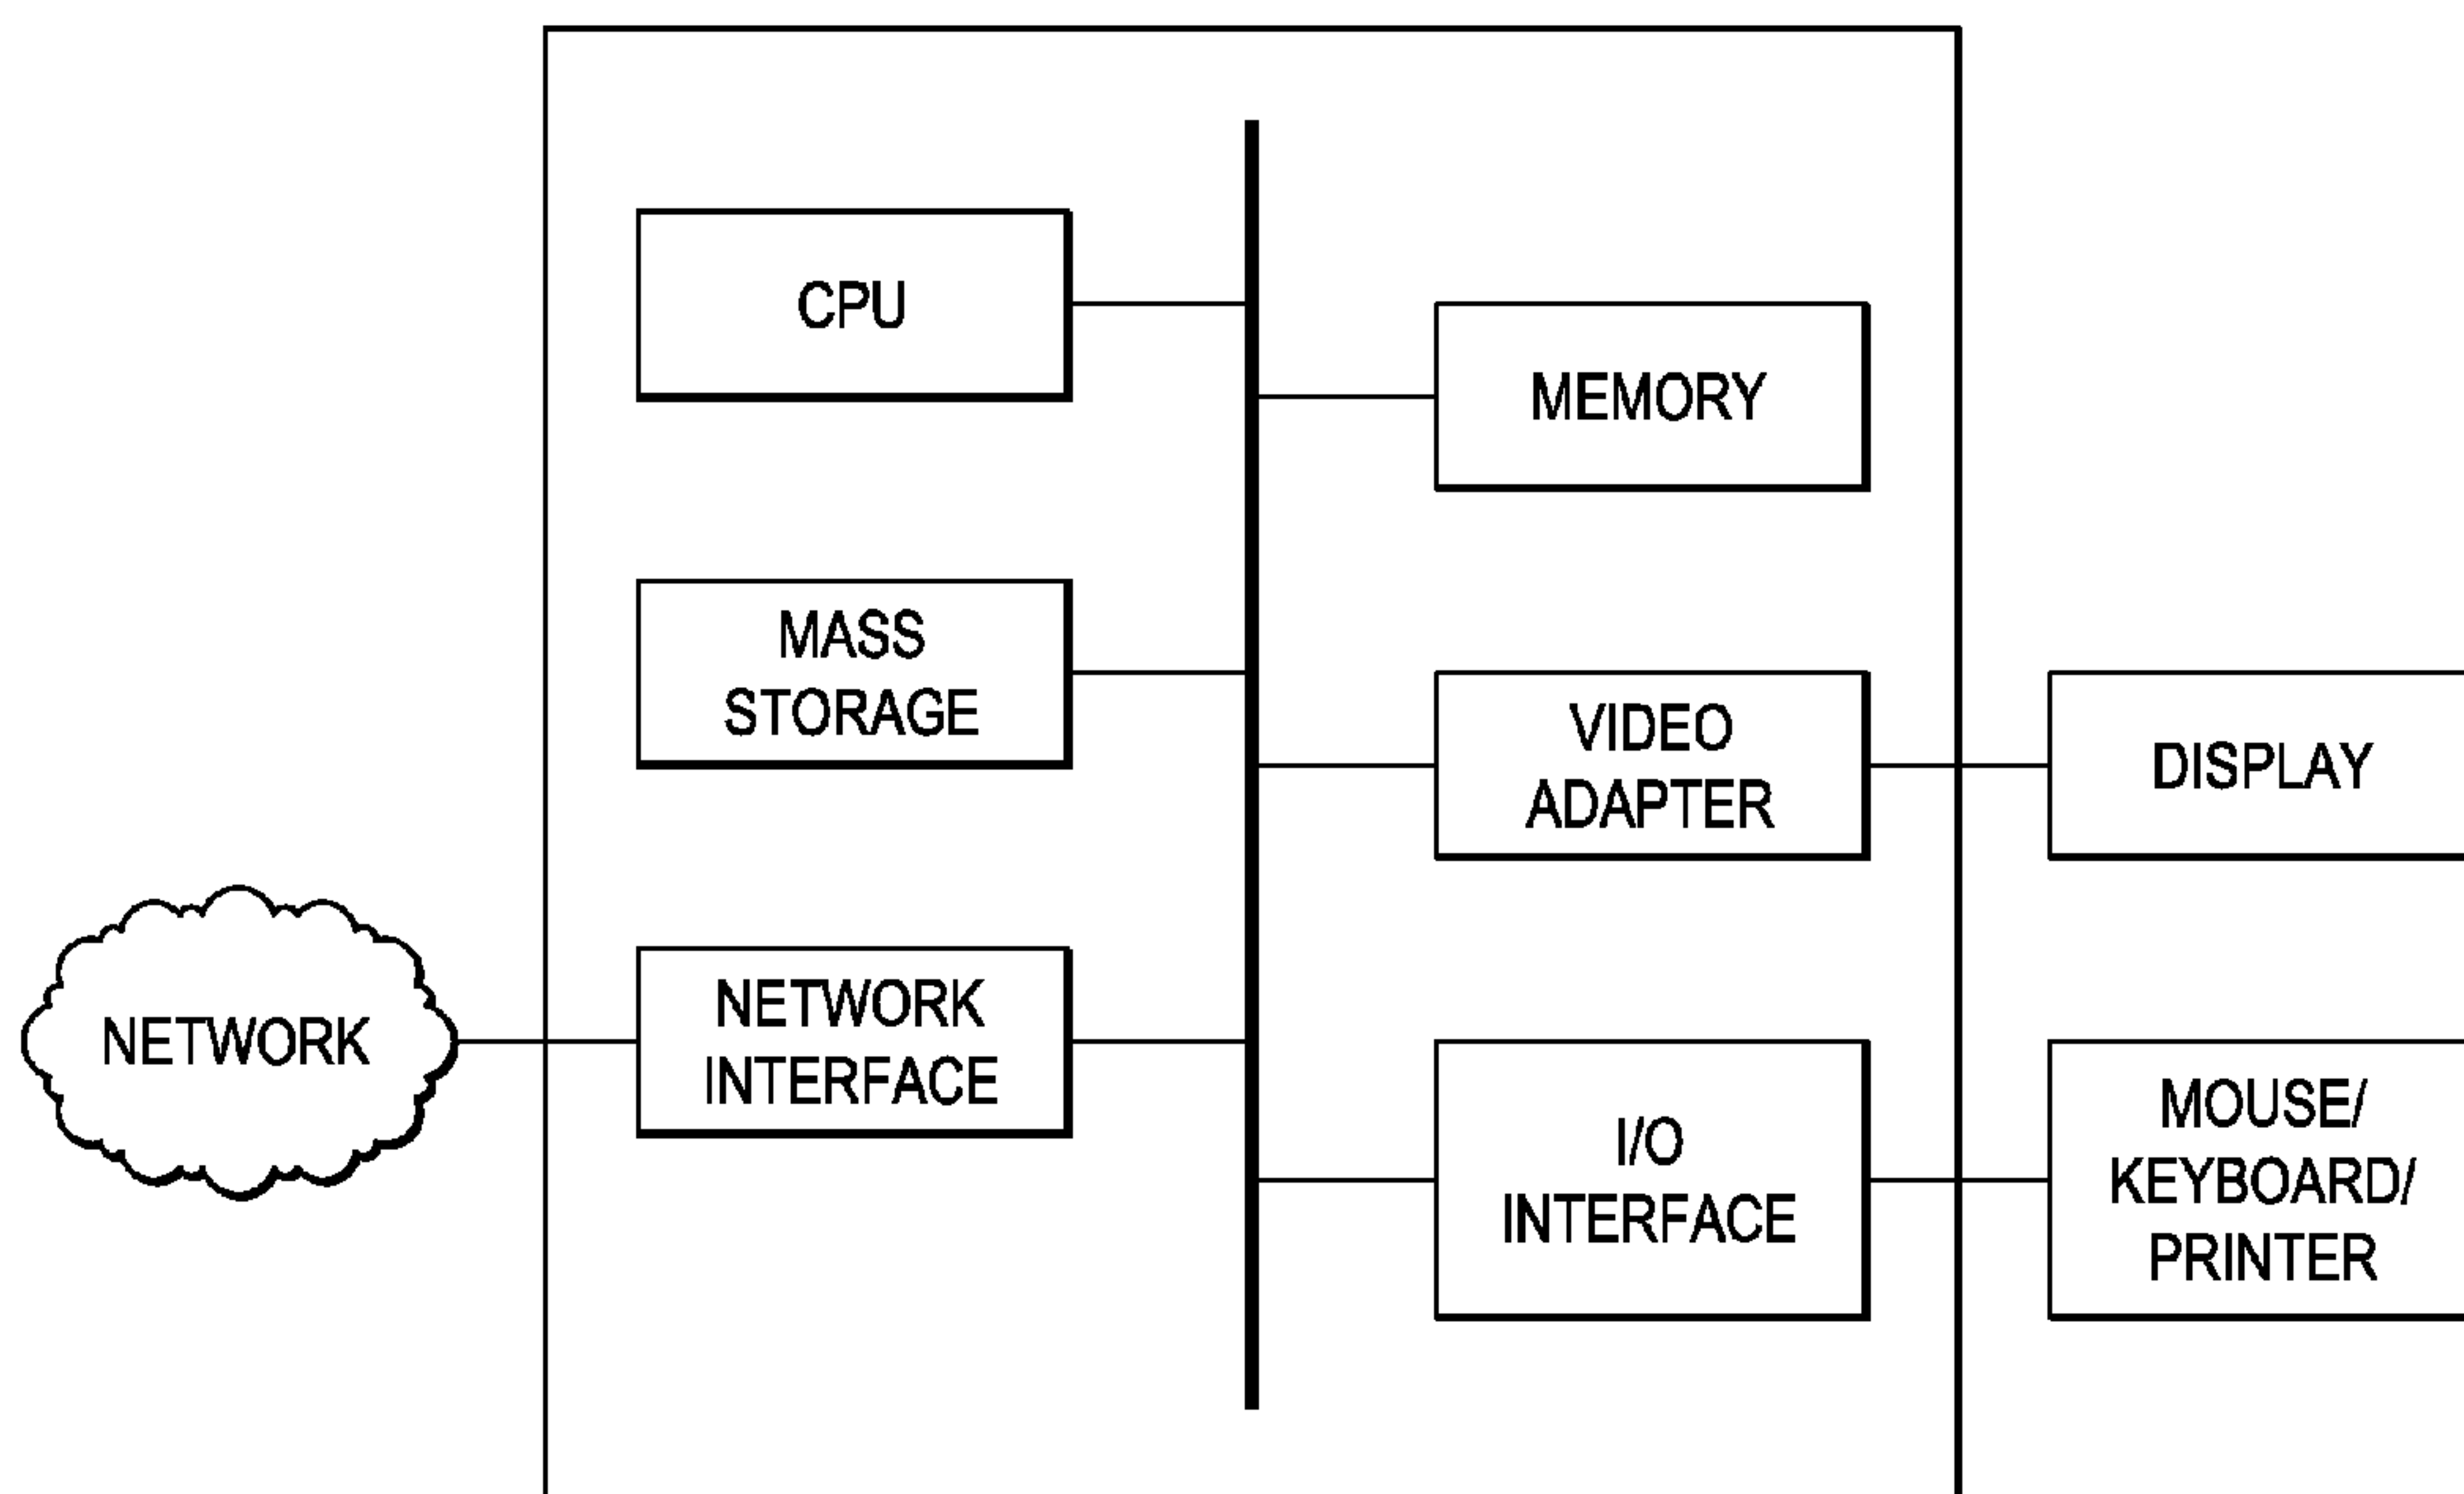 CPU
MEMORY
MASS
STORAGE
VIDEO
ADAPTER
DISPLAY
NETWORK
NETWORK
INTERFACE
I/O
INTERFACE
MOUSE/
KEYBOARD/
PRINTER